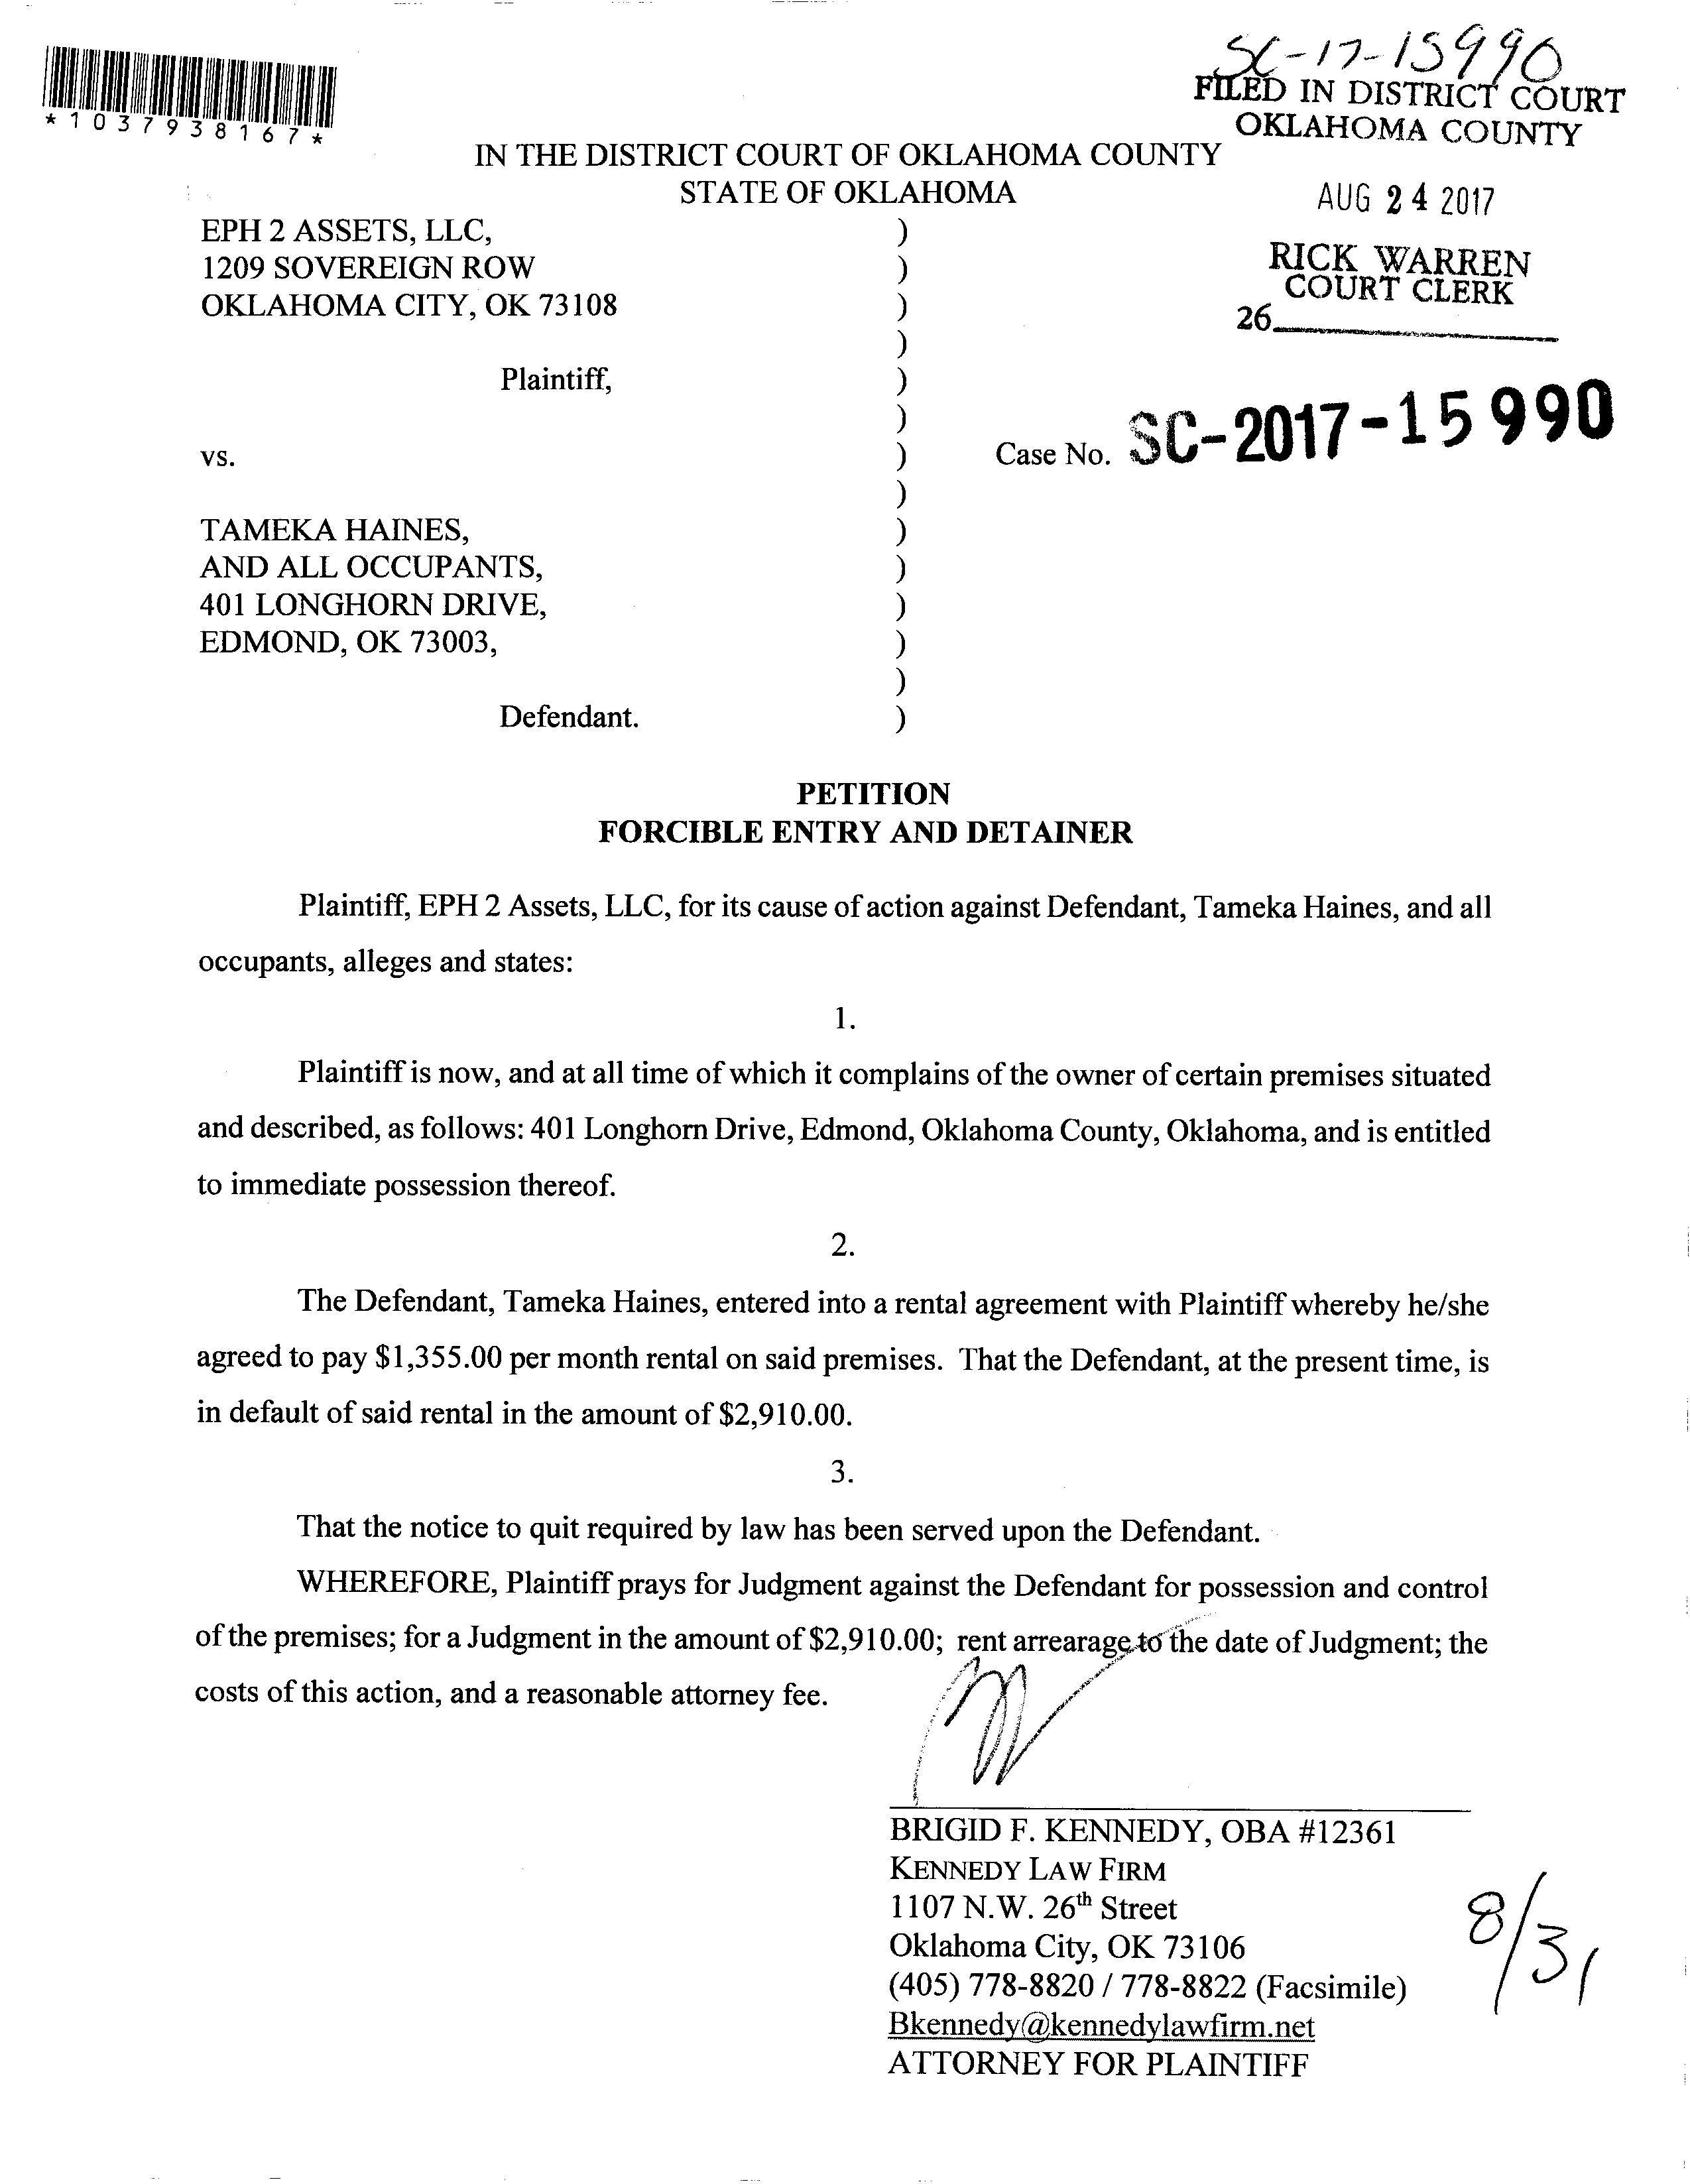 SC-17-15990
FILED IN DISTRICT COURT
OKLAHOMA COUNTY
*1037938167*
IN THE DISTRICT COURT OF OKLAHOMA COUNTY
STATE OF OKLAHOMA
AUG 24 2017
RICK WARREN
COURT CLERK
26
EPH 2 ASSETS, LLC, )
1209 SOVEREIGN ROW )
OKLAHOMA CITY, OK 73108 )
)
Plaintiff, )
)
vs. ) Case No. SC-2017-15990
)
TAMEKA HAINES, )
AND ALL OCCUPANTS, )
401 LONGHORN DRIVE, )
EDMOND, OK 73003, )
)
Defendant. )
PETITION
FORCIBLE ENTRY AND DETAINER
Plaintiff, EPH 2 Assets, LLC, for its cause of action against Defendant, Tameka Haines, and all
occupants, alleges and states:
1.
Plaintiff is now, and at all time of which it complains of the owner of certain premises situated
and described, as follows: 401 Longhorn Drive, Edmond, Oklahoma County, Oklahoma, and is entitled
to immediate possession thereof.
2.
The Defendant, Tameka Haines, entered into a rental agreement with Plaintiff whereby he/she
agreed to pay $1,355.00 per month rental on said premises. That the Defendant, at the present time, is
in default of said rental in the amount of $2,910.00.
3.
That the notice to quit required by law has been served upon the Defendant.
WHEREFORE, Plaintiff prays for Judgment against the Defendant for possession and control
of the premises; for a Judgment in the amount of $2,910.00; rent arrearage to the date of Judgment; the
costs of this action, and a reasonable attorney fee.
BRIGID F. KENNEDY, OBA #12361
KENNEDY LAW FIRM
1107 N.W. 26th Street
Oklahoma City, OK 73106
(405) 778-8820 / 778-8822 (Facsimile)
Bkennedy@kennedylawfirm.net
ATTORNEY FOR PLAINTIFF
8/31